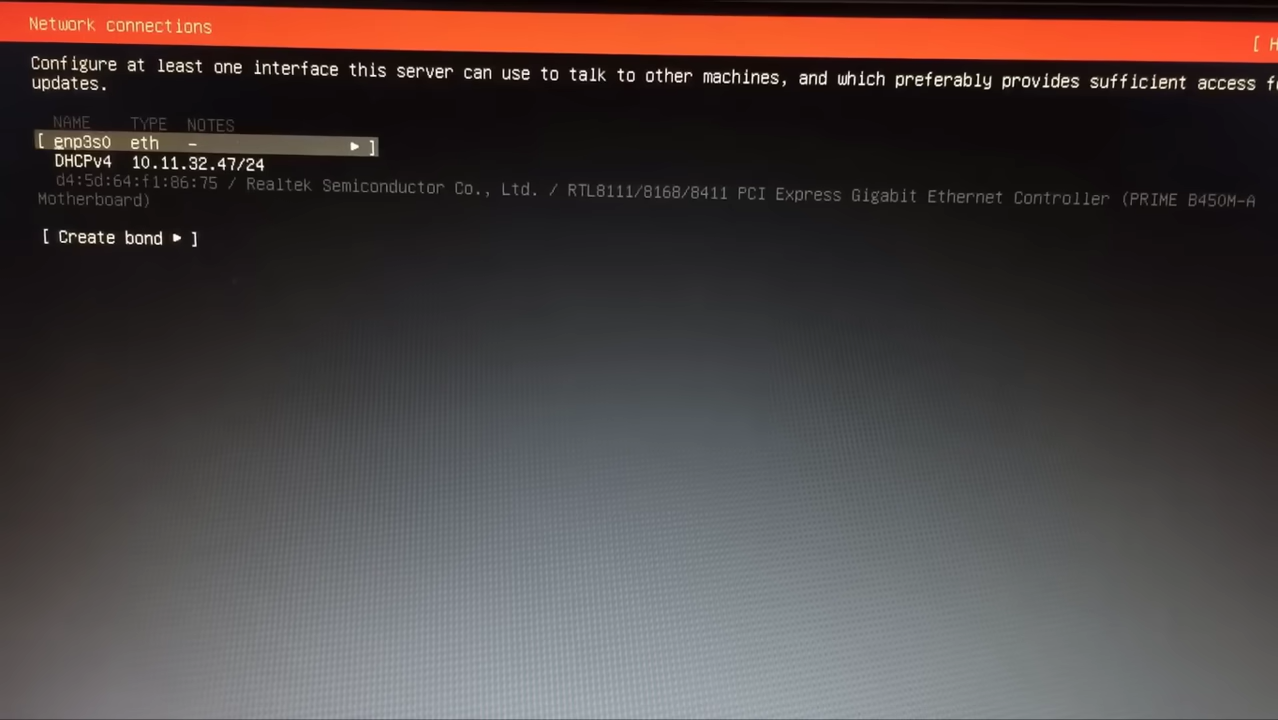 Network connections
[ H
Configure at least one interface this server can use to talk to other machines, and which preferably provides sufficient access fo
updates.
NAME TYPE NOTES
[ enp3s0 eth - ▸ ]
DHCPv4 10.11.32.47/24
d4:5d:64:f1:86:75 / Realtek Semiconductor Co., Ltd. / RTL8111/8168/8411 PCI Express Gigabit Ethernet Controller (PRIME B450M-A
Motherboard)
[ Create bond ▸ ]